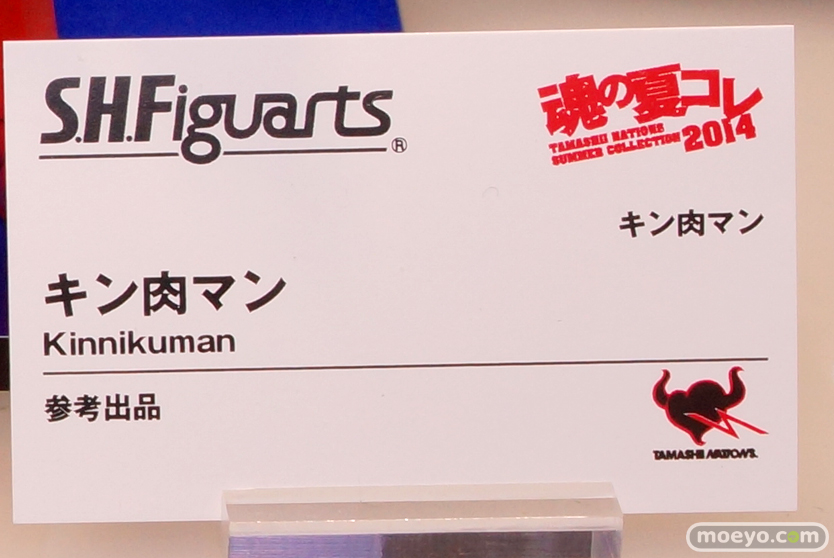 S.H.Figuarts®
魂の夏コレ
TAMASHII NATIONS
SUMMER COLLECTION 2014
キン肉マン
キン肉マン
Kinnikuman
参考出品
TAMASHII NATIONS.
moeyo.com